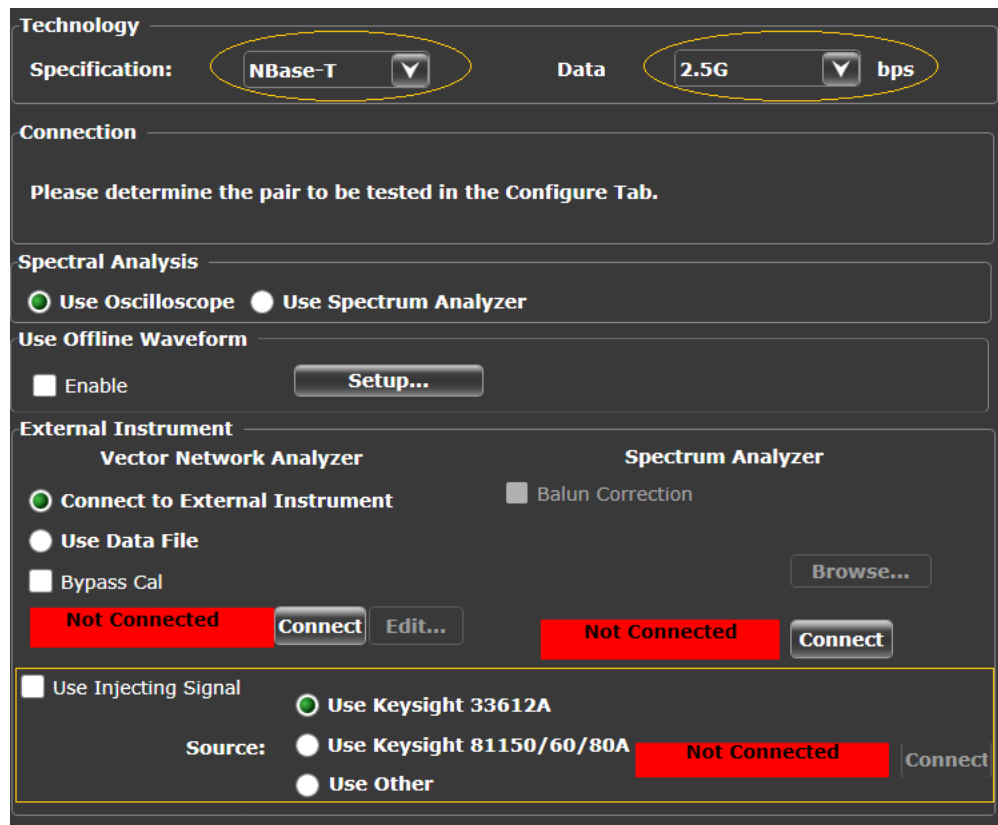 Technology
Specification: NBase-T Data 2.5G bps
Connection
Please determine the pair to be tested in the Configure Tab.
Spectral Analysis
Use Oscilloscope Use Spectrum Analyzer
Use Offline Waveform
Enable Setup...
External Instrument
Vector Network Analyzer Spectrum Analyzer
Connect to External Instrument Balun Correction
Use Data File
Bypass Cal Browse...
Not Connected Connect Edit... Not Connected Connect
Use Injecting Signal
Use Keysight 33612A
Source: Use Keysight 81150/60/80A Not Connected Connect
Use Other